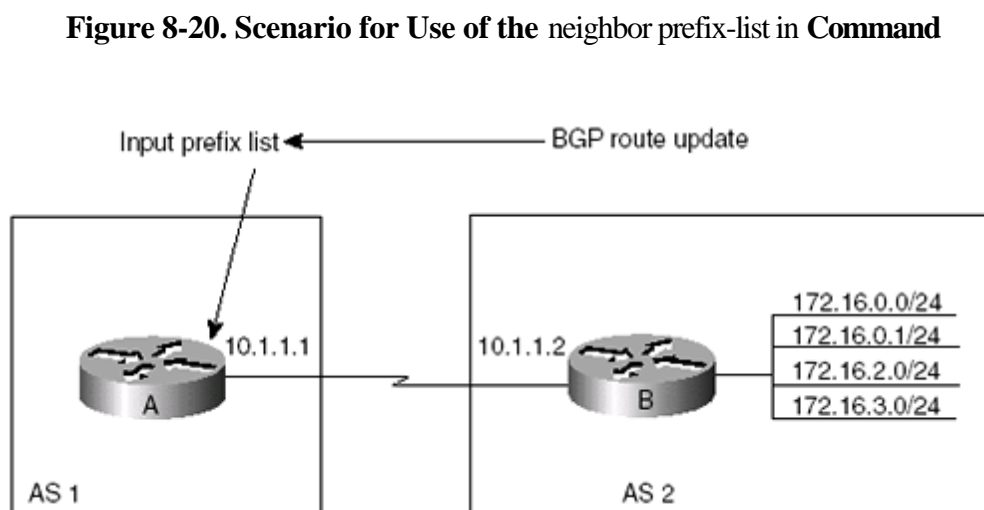 Figure 8-20. Scenario for Use of the neighbor prefix-list in Command
Input prefix list
BGP route update
172.16.0.0/24
10.1.1.1
10.1.1.2
172.16.0.1/24
172.16.2.0/24
A
B
172.16.3.0/24
AS 1
AS 2